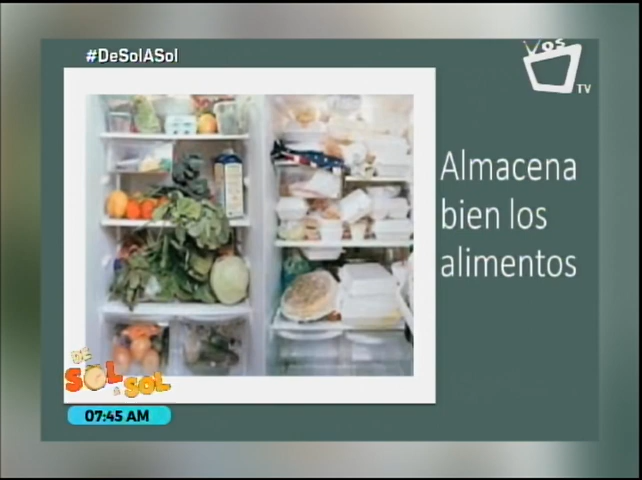 #DeSolASol
Vos
TV
Almacena
bien los
alimentos
DE
SOL
a
SOL
07:45 AM